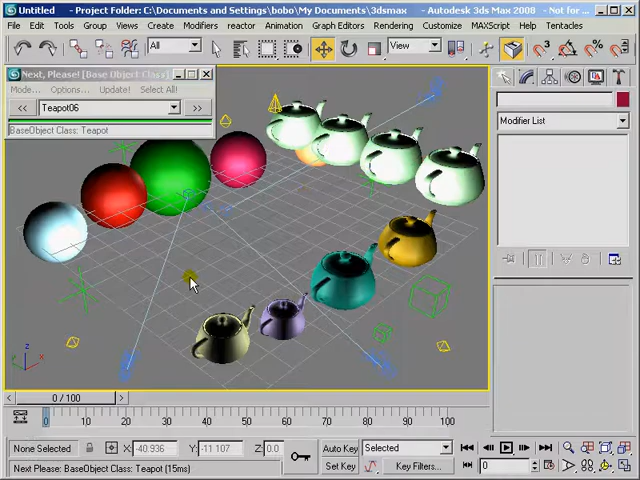 Untitled - Project Folder: C:\Documents and Settings\bobo\My Documents\3dsmax - Autodesk 3ds Max 2008 - Not for ...
File Edit Tools Group Views Create Modifiers reactor Animation Graph Editors Rendering Customize MAXScript Help Tentacles
All View
Next, Please! [Base Object Class]
Mode... Options... Update! Select All!
<< Teapot06 >>
BaseObject Class: Teapot
Modifier List
z
x
< 0 / 100 >
0 10 20 30 40 50 60 70 80 90 100
None Selected X: -40.936 Y: -11.107 Z: 0.0 Auto Key Selected
Next Please: BaseObject Class: Teapot (15ms) Set Key Key Filters... 0